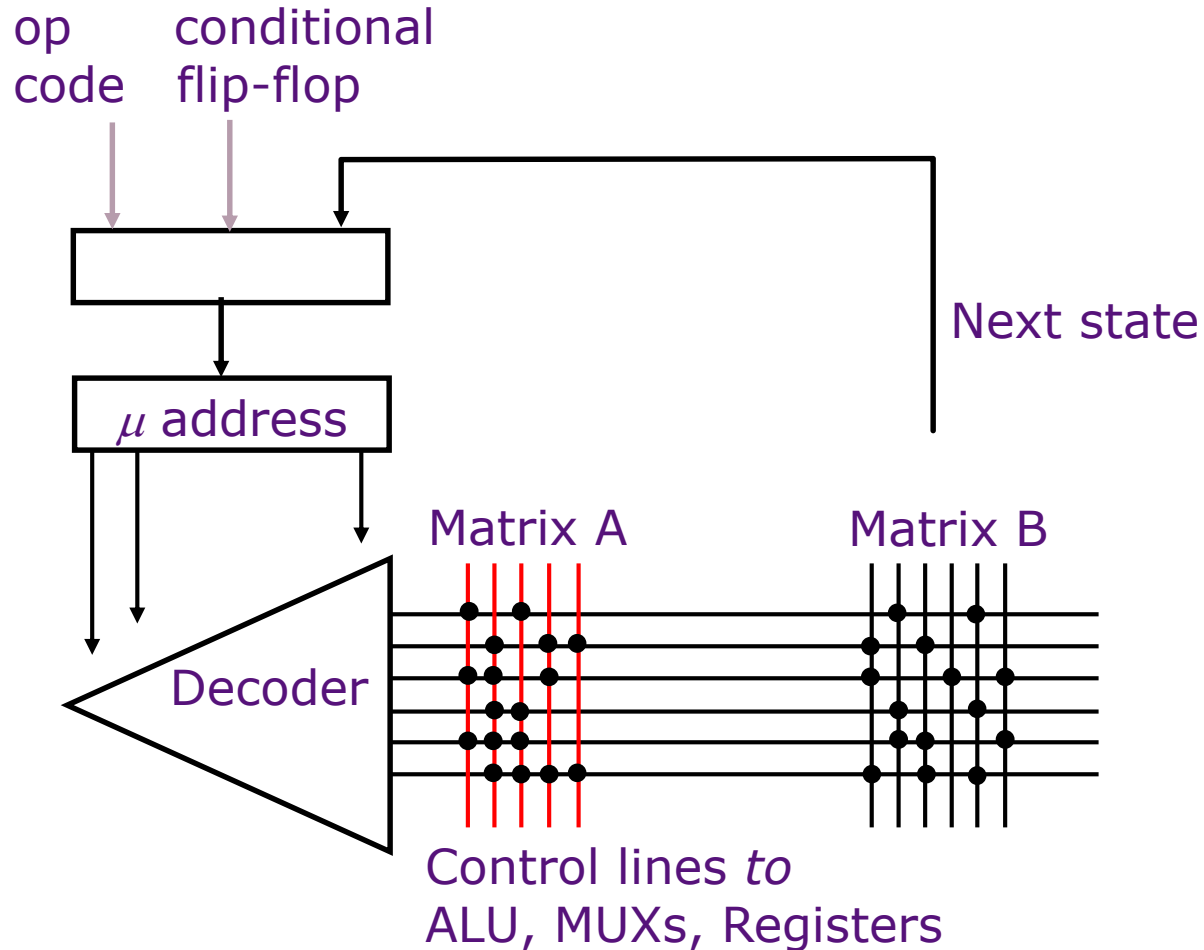 op conditional
code flip-flop
Next state
μ address
Matrix A Matrix B
Decoder
Control lines to
ALU, MUXs, Registers